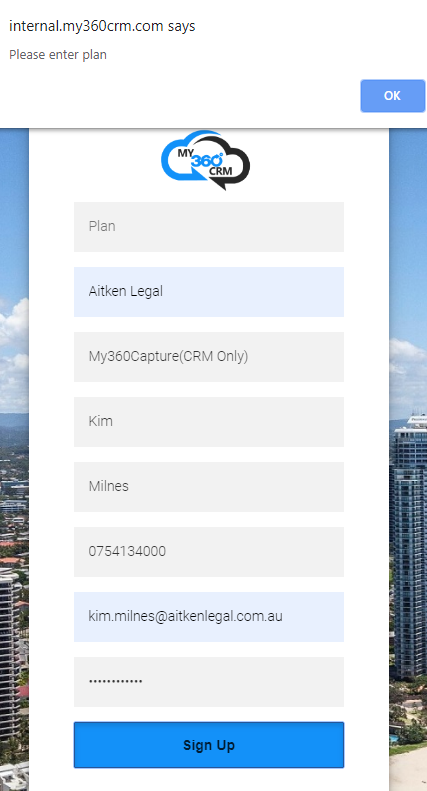 internal.my360crm.com says
Please enter plan
OK
MY
360°
CRM
Plan
Aitken Legal
My360Capture(CRM Only)
Kim
Milnes
0754134000
kim.milnes@aitkenlegal.com.au
••••••••••••
Sign Up